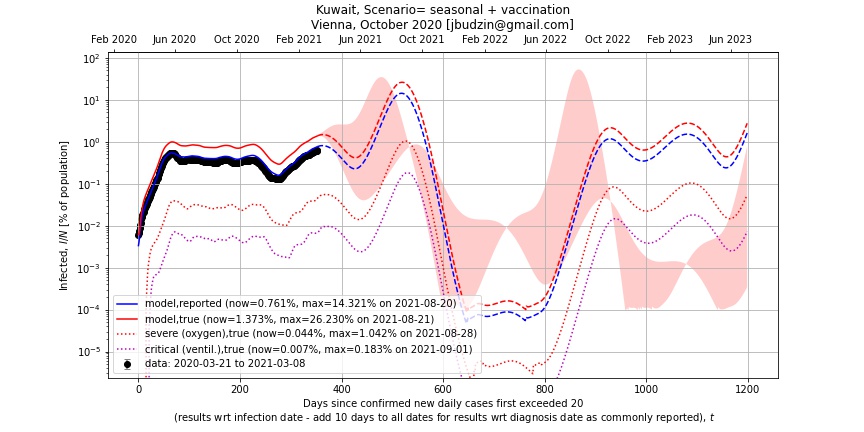 Kuwait, Scenario= seasonal + vaccination
Vienna, October 2020 [jbudzin@gmail.com]
Feb 2020 Jun 2020 Oct 2020 Feb 2021 Jun 2021 Oct 2021 Feb 2022 Jun 2022 Oct 2022 Feb 2023 Jun 2023
10²
10¹
10⁰
10⁻¹
10⁻²
10⁻³
10⁻⁴
10⁻⁵
Infected, I/N [% of population]
model,reported (now=0.761%, max=14.321% on 2021-08-20)
model,true (now=1.373%, max=26.230% on 2021-08-21)
severe (oxygen),true (now=0.044%, max=1.042% on 2021-08-28)
critical (ventil.),true (now=0.007%, max=0.183% on 2021-09-01)
data: 2020-03-21 to 2021-03-08
0 200 400 600 800 1000 1200
Days since confirmed new daily cases first exceeded 20
(results wrt infection date - add 10 days to all dates for results wrt diagnosis date as commonly reported), t